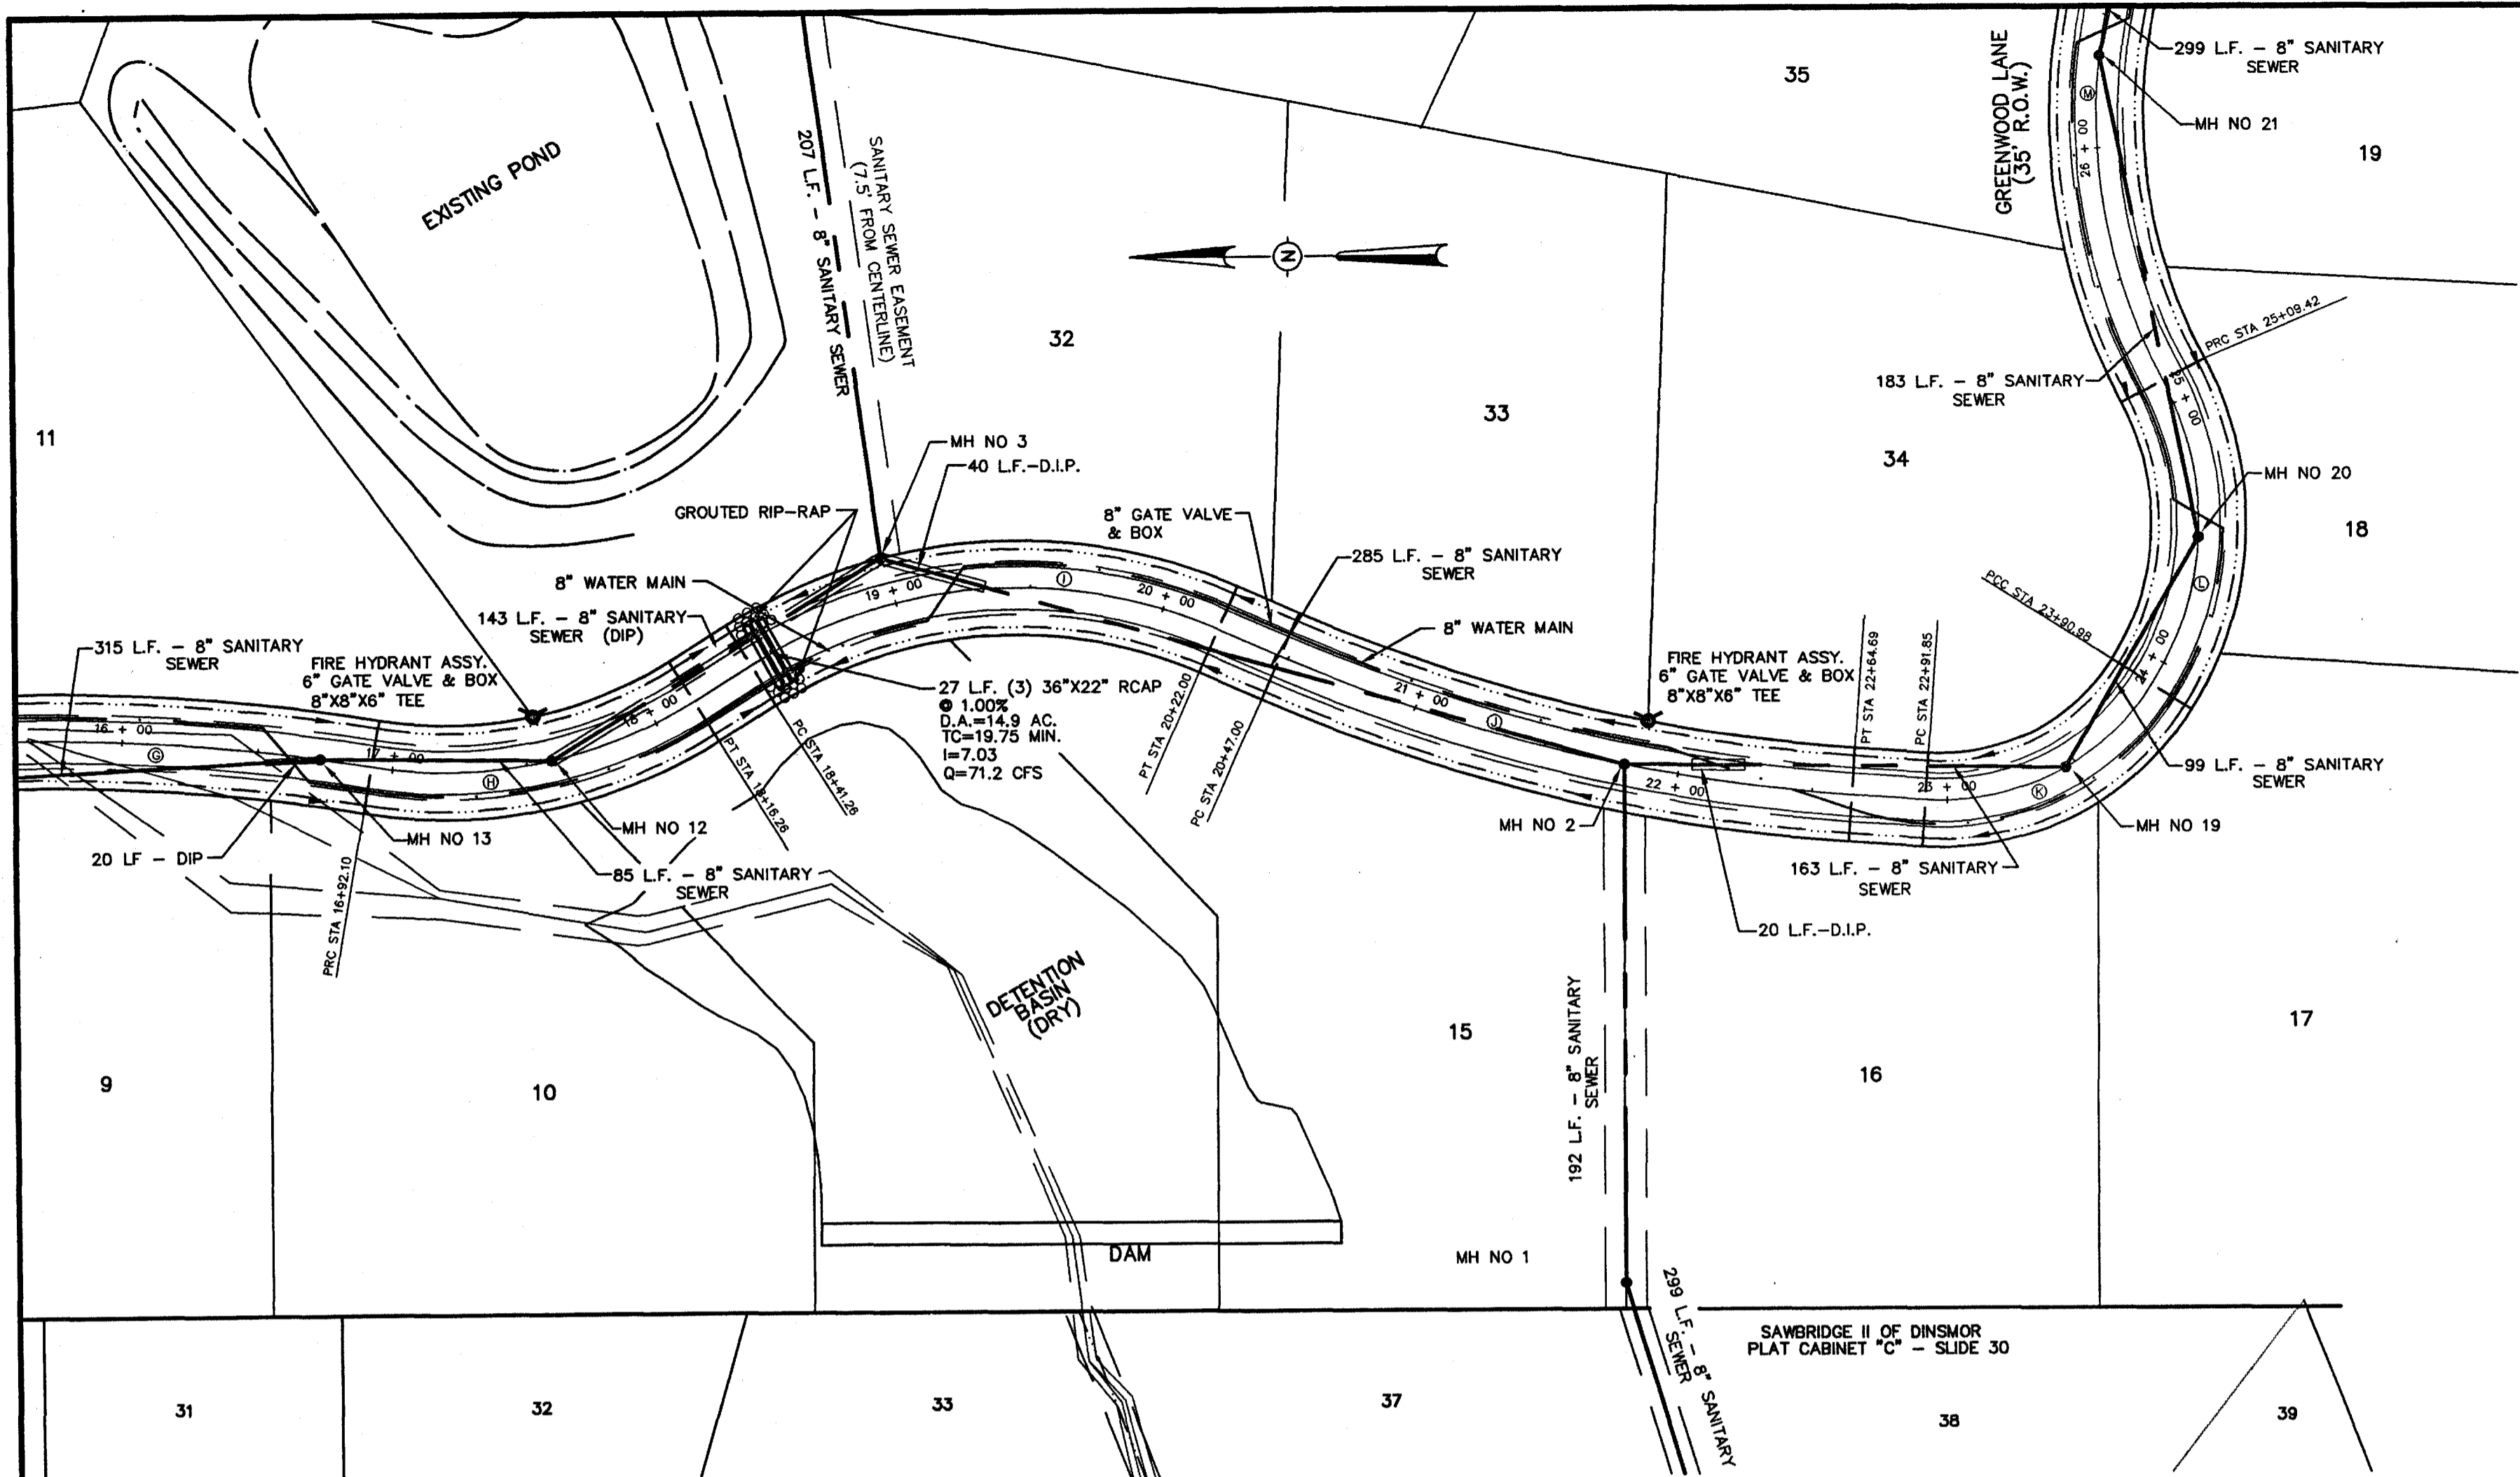 35
GREENWOOD LANE
(35' R.O.W.)
299 L.F. - 8" SANITARY
SEWER
MH NO 21
19
M
26 + 00
EXISTING POND
207 L.F. - 8" SANITARY SEWER
SANITARY SEWER EASEMENT
(7.5' FROM CENTERLINE)
N
32
33
34
11
PRC STA 25+09.42
183 L.F. - 8" SANITARY
SEWER
25 + 00
MH NO 20
18
L
PCC STA 23+90.98
24 + 00
MH NO 3
40 L.F.-D.I.P.
GROUTED RIP-RAP
8" GATE VALVE
& BOX
285 L.F. - 8" SANITARY
SEWER
8" WATER MAIN
143 L.F. - 8" SANITARY
SEWER (DIP)
19 + 00
I
20 + 00
8" WATER MAIN
315 L.F. - 8" SANITARY
SEWER
FIRE HYDRANT ASSY.
6" GATE VALVE & BOX
8"X8"X6" TEE
27 L.F. (3) 36"X22" RCAP
@ 1.00%
D.A.=14.9 AC.
TC=19.75 MIN.
I=7.03
Q=71.2 CFS
FIRE HYDRANT ASSY.
6" GATE VALVE & BOX
8"X8"X6" TEE
PT STA 22+64.69
PC STA 22+91.85
16 + 00
G
17 + 00
H
18 + 00
PT STA 18+16.26
PC STA 18+41.26
PT STA 20+22.00
PC STA 20+47.00
21 + 00
J
22 + 00
23 + 00
K
99 L.F. - 8" SANITARY
SEWER
MH NO 19
MH NO 2
MH NO 12
MH NO 13
20 LF - DIP
PRC STA 16+92.10
85 L.F. - 8" SANITARY
SEWER
163 L.F. - 8" SANITARY
SEWER
20 L.F.-D.I.P.
DETENTION
BASIN
(DRY)
9
10
15
16
17
192 L.F. - 8" SANITARY
SEWER
DAM
MH NO 1
299 L.F. - 8" SANITARY
SEWER
SAWBRIDGE II OF DINSMOR
PLAT CABINET "C" - SLIDE 30
31
32
33
37
38
39